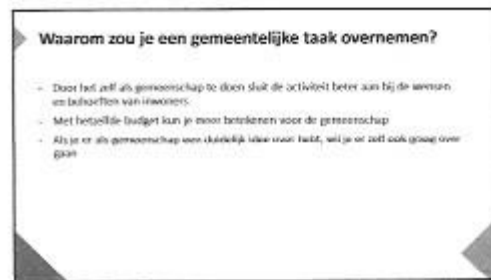 Waarom zou je een gemeentelijke taak overnemen?
- Door het zelf als gemeenschap te doen sluit de activiteit beter aan bij de wensen
en behoeften van inwoners
- Met hetzelfde budget kun je meer betekenen voor de gemeenschap
- Als je er als gemeenschap een duidelijk idee over hebt, wil je er zelf ook graag over
gaan